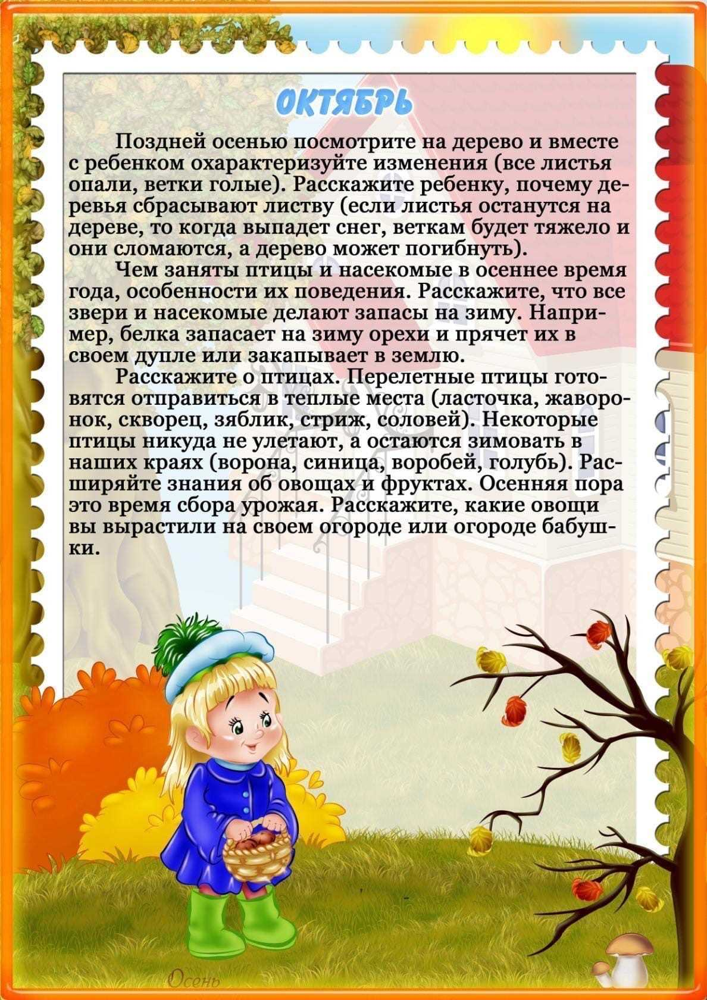 ОКТЯБРЬ
Поздней осенью посмотрите на дерево и вместе
с ребенком охарактеризуйте изменения (все листья
опали, ветки голые). Расскажите ребенку, почему де-
ревья сбрасывают листву (если листья останутся на
дереве, то когда выпадет снег, веткам будет тяжело и
они сломаются, а дерево может погибнуть).
Чем заняты птицы и насекомые в осеннее время
года, особенности их поведения. Расскажите, что все
звери и насекомые делают запасы на зиму. Напри-
мер, белка запасает на зиму орехи и прячет их в
своем дупле или закапывает в землю.
Расскажите о птицах. Перелетные птицы гото-
вятся отправиться в теплые места (ласточка, жаворо-
нок, скворец, зяблик, стриж, соловей). Некоторые
птицы никуда не улетают, а остаются зимовать в
наших краях (ворона, синица, воробей, голубь). Рас-
ширяйте знания об овощах и фруктах. Осенняя пора
это время сбора урожая. Расскажите, какие овощи
вы вырастили на своем огороде или огороде бабуш-
ки.
Осень